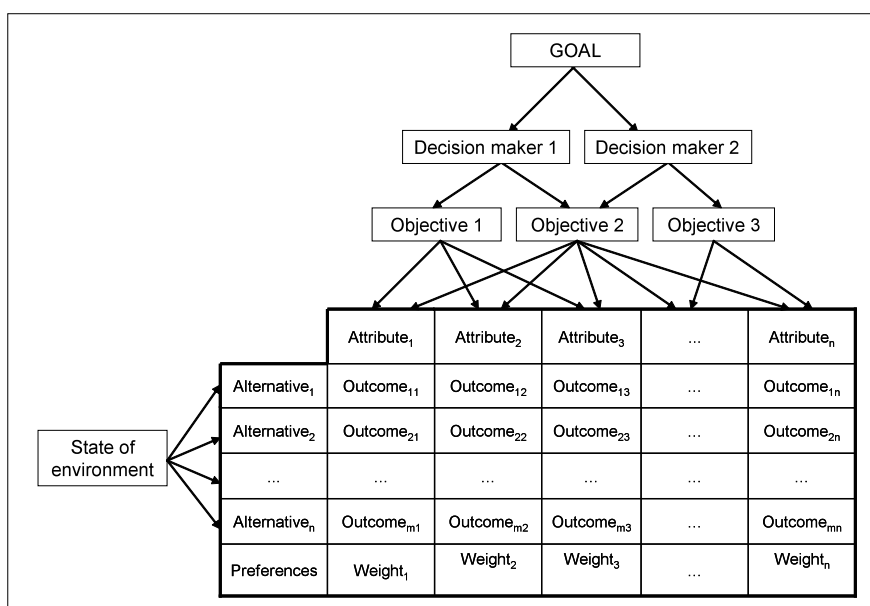 GOAL
Decision maker 1 Decision maker 2
Objective 1 Objective 2 Objective 3
Attribute₁ Attribute₂ Attribute₃ ... Attributeₙ
Alternative₁ Outcome₁₁ Outcome₁₂ Outcome₁₃ ... Outcome₁ₙ
Alternative₂ Outcome₂₁ Outcome₂₂ Outcome₂₃ ... Outcome₂ₙ
State of
environment
... ... ... ... ... ...
Alternativeₙ Outcomeₘ₁ Outcomeₘ₂ Outcomeₘ₃ ... Outcomeₘₙ
Preferences Weight₁ Weight₂ Weight₃ ... Weightₙ